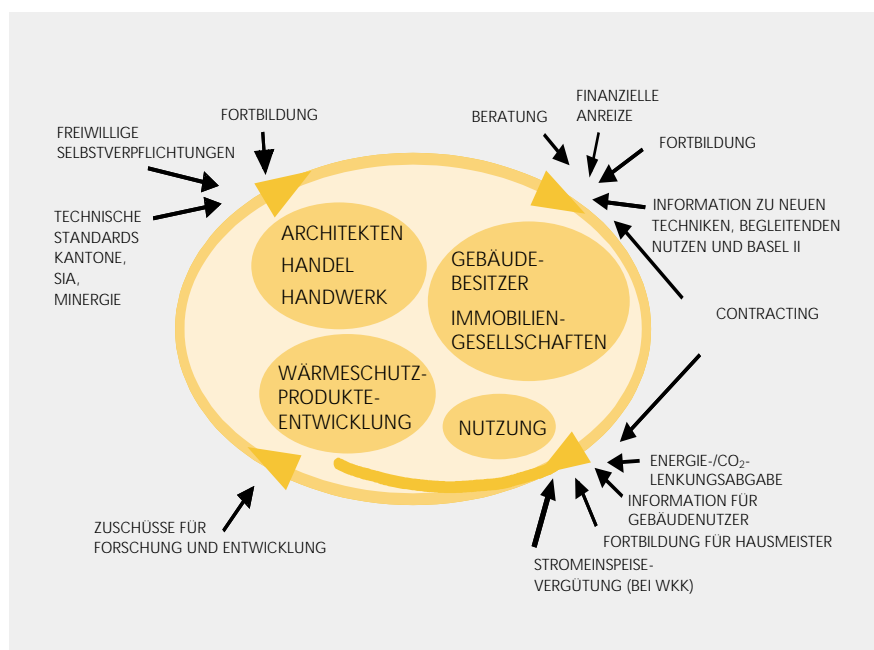 FORTBILDUNG
FREIWILLIGE
SELBSTVERPFLICHTUNGEN
TECHNISCHE
STANDARDS
KANTONE,
SIA,
MINERGIE
BERATUNG
FINANZIELLE
ANREIZE
FORTBILDUNG
INFORMATION ZU NEUEN
TECHNIKEN, BEGLEITENDEN
NUTZEN UND BASEL II
CONTRACTING
ARCHITEKTEN
HANDEL
HANDWERK
GEBÄUDE-
BESITZER
IMMOBILIEN-
GESELLSCHAFTEN
WÄRMESCHUTZ-
PRODUKTE-
ENTWICKLUNG
NUTZUNG
ENERGIE-/CO₂-
LENKUNGSABGABE
INFORMATION FÜR
GEBÄUDENUTZER
FORTBILDUNG FÜR HAUSMEISTER
STROMEINSPEISE-
VERGÜTUNG (BEI WKK)
ZUSCHÜSSE FÜR
FORSCHUNG UND ENTWICKLUNG